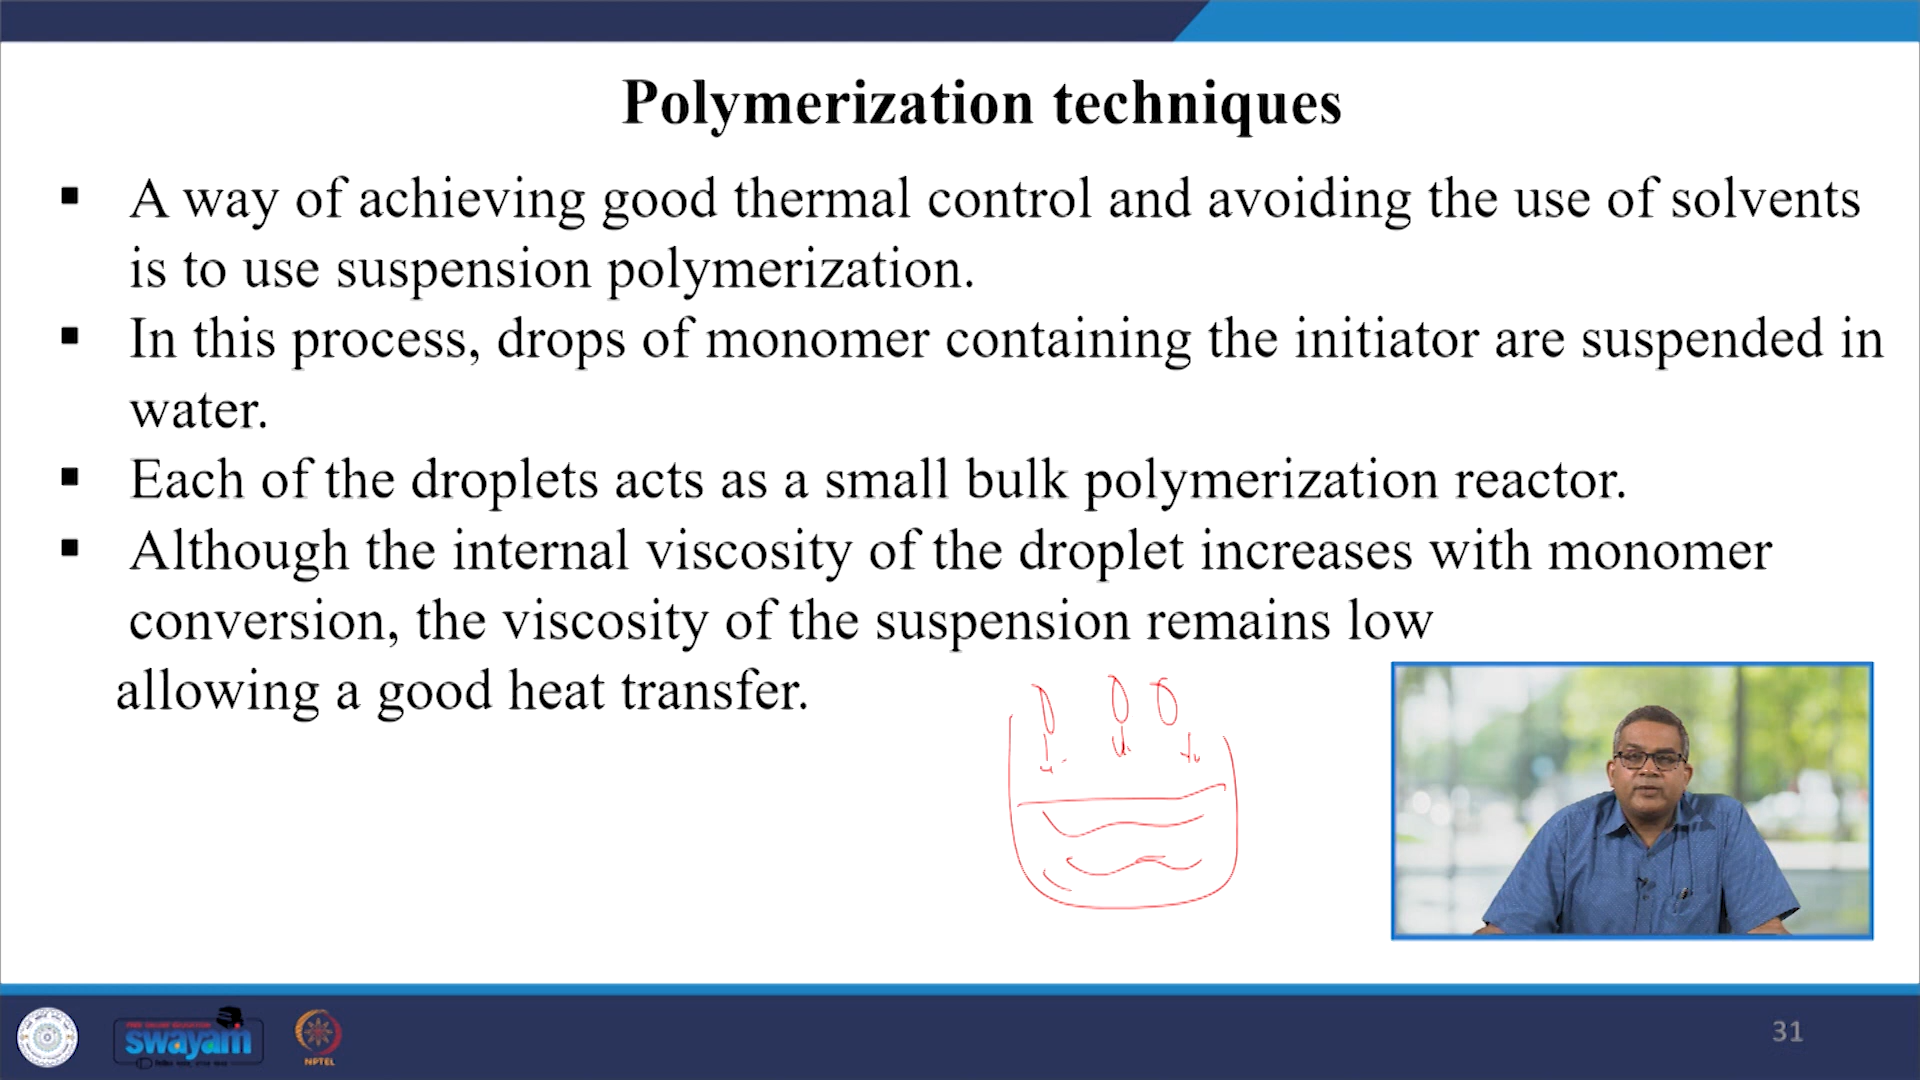 Polymerization techniques
▪ A way of achieving good thermal control and avoiding the use of solvents
is to use suspension polymerization.
▪ In this process, drops of monomer containing the initiator are suspended in
water.
▪ Each of the droplets acts as a small bulk polymerization reactor.
▪ Although the internal viscosity of the droplet increases with monomer
conversion, the viscosity of the suspension remains low
allowing a good heat transfer.
swayam
NPTEL
31